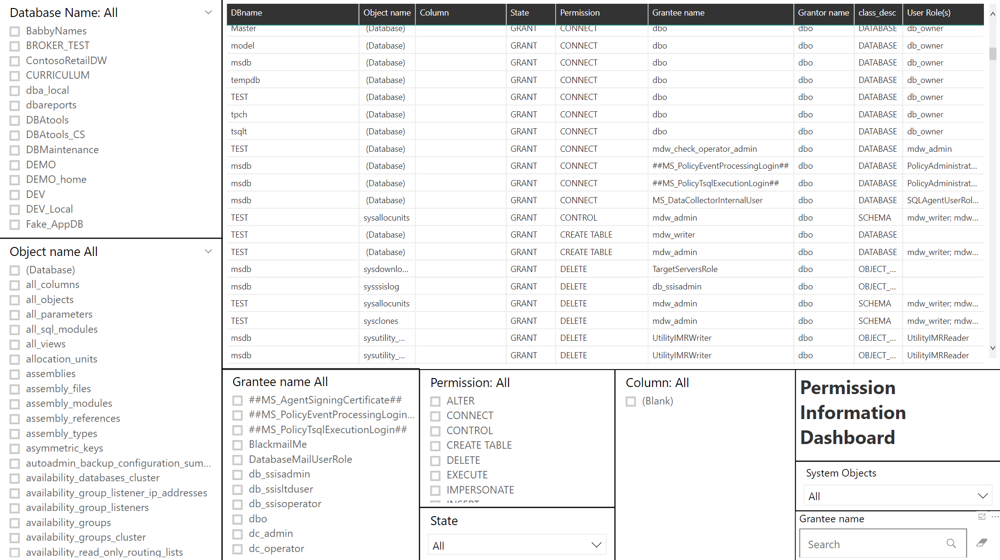 Database Name: All
BabbyNames
BROKER_TEST
ContosoRetailDW
CURRICULUM
dba_local
dbareports
DBAtools
DBAtools_CS
DBMaintenance
DEMO
DEMO_home
DEV
DEV_Local
Fake_AppDB
Object name All
(Database)
all_columns
all_objects
all_parameters
all_sql_modules
all_views
allocation_units
assemblies
assembly_files
assembly_modules
assembly_references
assembly_types
asymmetric_keys
autoadmin_backup_configuration_sum...
availability_databases_cluster
availability_group_listener_ip_addresses
availability_group_listeners
availability_groups
availability_groups_cluster
availability_read_only_routing_lists
DBname Object name Column State Permission Grantee name Grantor name class_desc User Role(s)
Master (Database) GRANT CONNECT dbo dbo DATABASE db_owner
model (Database) GRANT CONNECT dbo dbo DATABASE db_owner
msdb (Database) GRANT CONNECT dbo dbo DATABASE db_owner
tempdb (Database) GRANT CONNECT dbo dbo DATABASE db_owner
TEST (Database) GRANT CONNECT dbo dbo DATABASE db_owner
tpch (Database) GRANT CONNECT dbo dbo DATABASE db_owner
tsqlt (Database) GRANT CONNECT dbo dbo DATABASE db_owner
TEST (Database) GRANT CONNECT mdw_check_operator_admin dbo DATABASE mdw_admin
msdb (Database) GRANT CONNECT ##MS_PolicyEventProcessingLogin## dbo DATABASE PolicyAdministrat...
msdb (Database) GRANT CONNECT ##MS_PolicyTsqlExecutionLogin## dbo DATABASE PolicyAdministrat...
msdb (Database) GRANT CONNECT MS_DataCollectorInternalUser dbo DATABASE SQLAgentUserRol...
TEST sysallocunits GRANT CONTROL mdw_admin dbo SCHEMA mdw_writer; mdw...
TEST (Database) GRANT CREATE TABLE mdw_writer dbo DATABASE
TEST (Database) GRANT CREATE TABLE mdw_admin dbo DATABASE mdw_writer; mdw...
msdb sysdownlo... GRANT DELETE TargetServersRole dbo OBJECT_...
msdb sysssislog GRANT DELETE db_ssisadmin dbo OBJECT_...
TEST sysallocunits GRANT DELETE mdw_admin dbo SCHEMA mdw_writer; mdw...
TEST sysclones GRANT DELETE mdw_admin dbo SCHEMA mdw_writer; mdw...
msdb sysutility_... GRANT DELETE UtilityIMRWriter dbo OBJECT_... UtilityIMRReader
msdb sysutility_... GRANT DELETE UtilityIMRWriter dbo OBJECT_... UtilityIMRReader
Grantee name All
##MS_AgentSigningCertificate##
##MS_PolicyEventProcessingLogin...
##MS_PolicyTsqlExecutionLogin##
BlackmailMe
DatabaseMailUserRole
db_ssisadmin
db_ssisltduser
db_ssisoperator
dbo
dc_admin
dc_operator
Permission: All
ALTER
CONNECT
CONTROL
CREATE TABLE
DELETE
EXECUTE
IMPERSONATE
INSERT
State
All
Column: All
(Blank)
Permission
Information
Dashboard
System Objects
All
Grantee name
...
Search